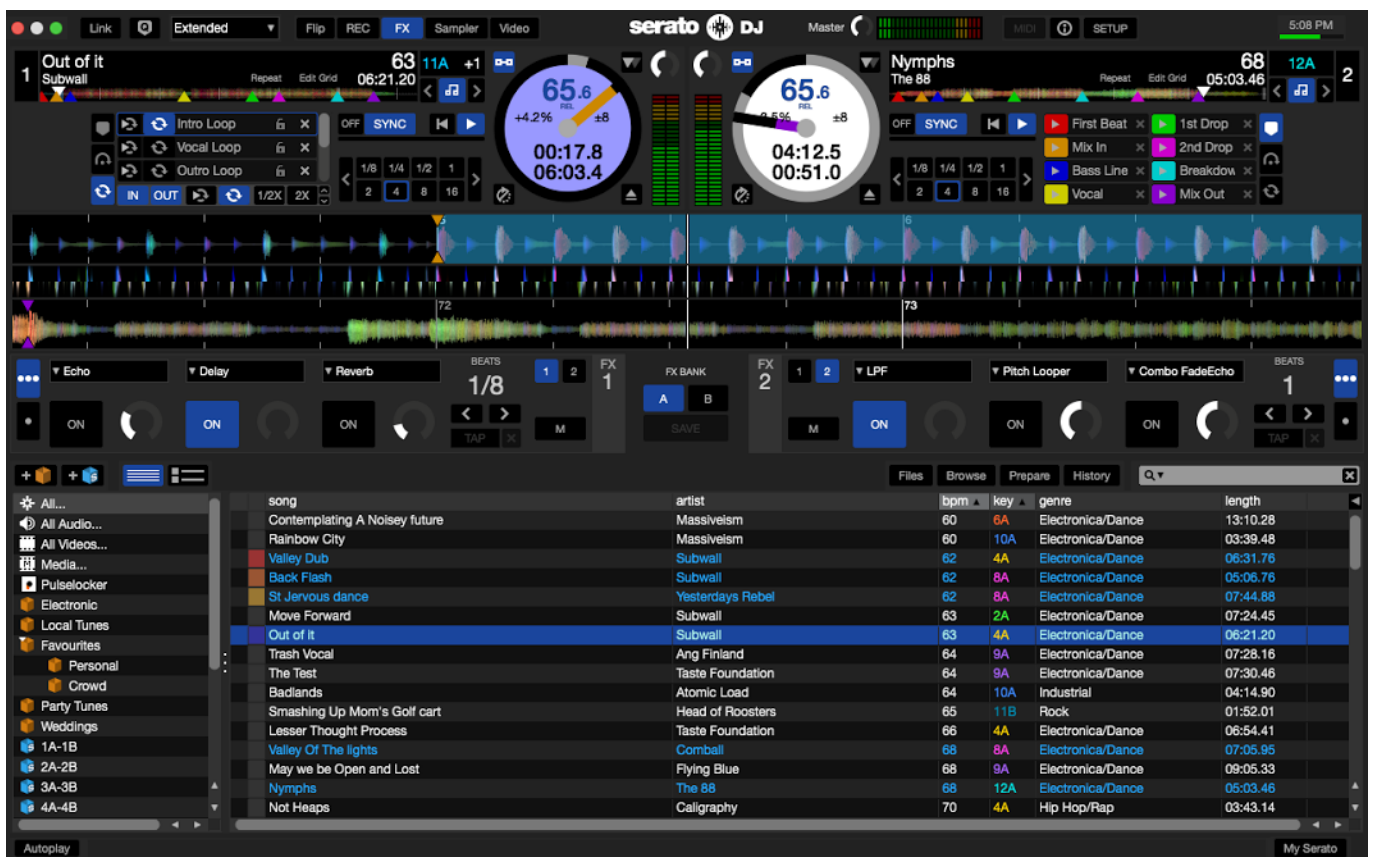 Link Extended Flip REC FX Sampler Video serato DJ Master MIDI SETUP 5:08 PM
1 Out of it 63 11A +1
Subwall Repeat Edit Grid 06:21.20
65.6
REL
+4.2% ±8
00:17.8
06:03.4
Intro Loop
Vocal Loop
Outro Loop
IN OUT 1/2X 2X
OFF SYNC
1/8 1/4 1/2 1
2 4 8 16
65.6
REL
±8
04:12.5
00:51.0
Nymphs 68 12A 2
The 88 Repeat Edit Grid 05:03.46
OFF SYNC
1/8 1/4 1/2 1
2 4 8 16
First Beat 1st Drop
Mix In 2nd Drop
Bass Line Breakdow
Vocal Mix Out
6
72 73
Echo Delay Reverb BEATS 1/8 1 2 FX 1
ON ON ON TAP M
FX BANK
A B
SAVE
FX 2 1 2 LPF Pitch Looper Combo FadeEcho BEATS 1
M ON ON ON TAP
Files Browse Prepare History
All...
All Audio...
All Videos...
Media...
Pulselocker
Electronic
Local Tunes
Favourites
Personal
Crowd
Party Tunes
Weddings
1A-1B
2A-2B
3A-3B
4A-4B
song artist bpm key genre length
Contemplating A Noisey future Massiveism 60 6A Electronica/Dance 13:10.28
Rainbow City Massiveism 60 10A Electronica/Dance 03:39.48
Valley Dub Subwall 62 4A Electronica/Dance 06:31.76
Back Flash Subwall 62 8A Electronica/Dance 05:06.76
St Jervous dance Yesterdays Rebel 62 8A Electronica/Dance 07:44.88
Move Forward Subwall 63 2A Electronica/Dance 07:24.45
Out of it Subwall 63 4A Electronica/Dance 06:21.20
Trash Vocal Ang Finland 64 9A Electronica/Dance 07:28.16
The Test Taste Foundation 64 9A Electronica/Dance 07:30.46
Badlands Atomic Load 64 10A Industrial 04:14.90
Smashing Up Mom's Golf cart Head of Roosters 65 11B Rock 01:52.01
Lesser Thought Process Taste Foundation 66 4A Electronica/Dance 06:54.41
Valley Of The lights Comball 68 8A Electronica/Dance 07:05.95
May we be Open and Lost Flying Blue 68 9A Electronica/Dance 09:05.33
Nymphs The 88 68 12A Electronica/Dance 05:03.46
Not Heaps Caligraphy 70 4A Hip Hop/Rap 03:43.14
Autoplay My Serato